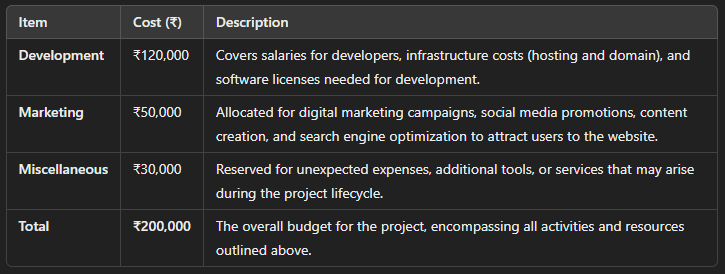 Item Cost (₹) Description
Development ₹120,000 Covers salaries for developers, infrastructure costs (hosting and domain), and
software licenses needed for development.
Marketing ₹50,000 Allocated for digital marketing campaigns, social media promotions, content
creation, and search engine optimization to attract users to the website.
Miscellaneous ₹30,000 Reserved for unexpected expenses, additional tools, or services that may arise
during the project lifecycle.
Total ₹200,000 The overall budget for the project, encompassing all activities and resources
outlined above.